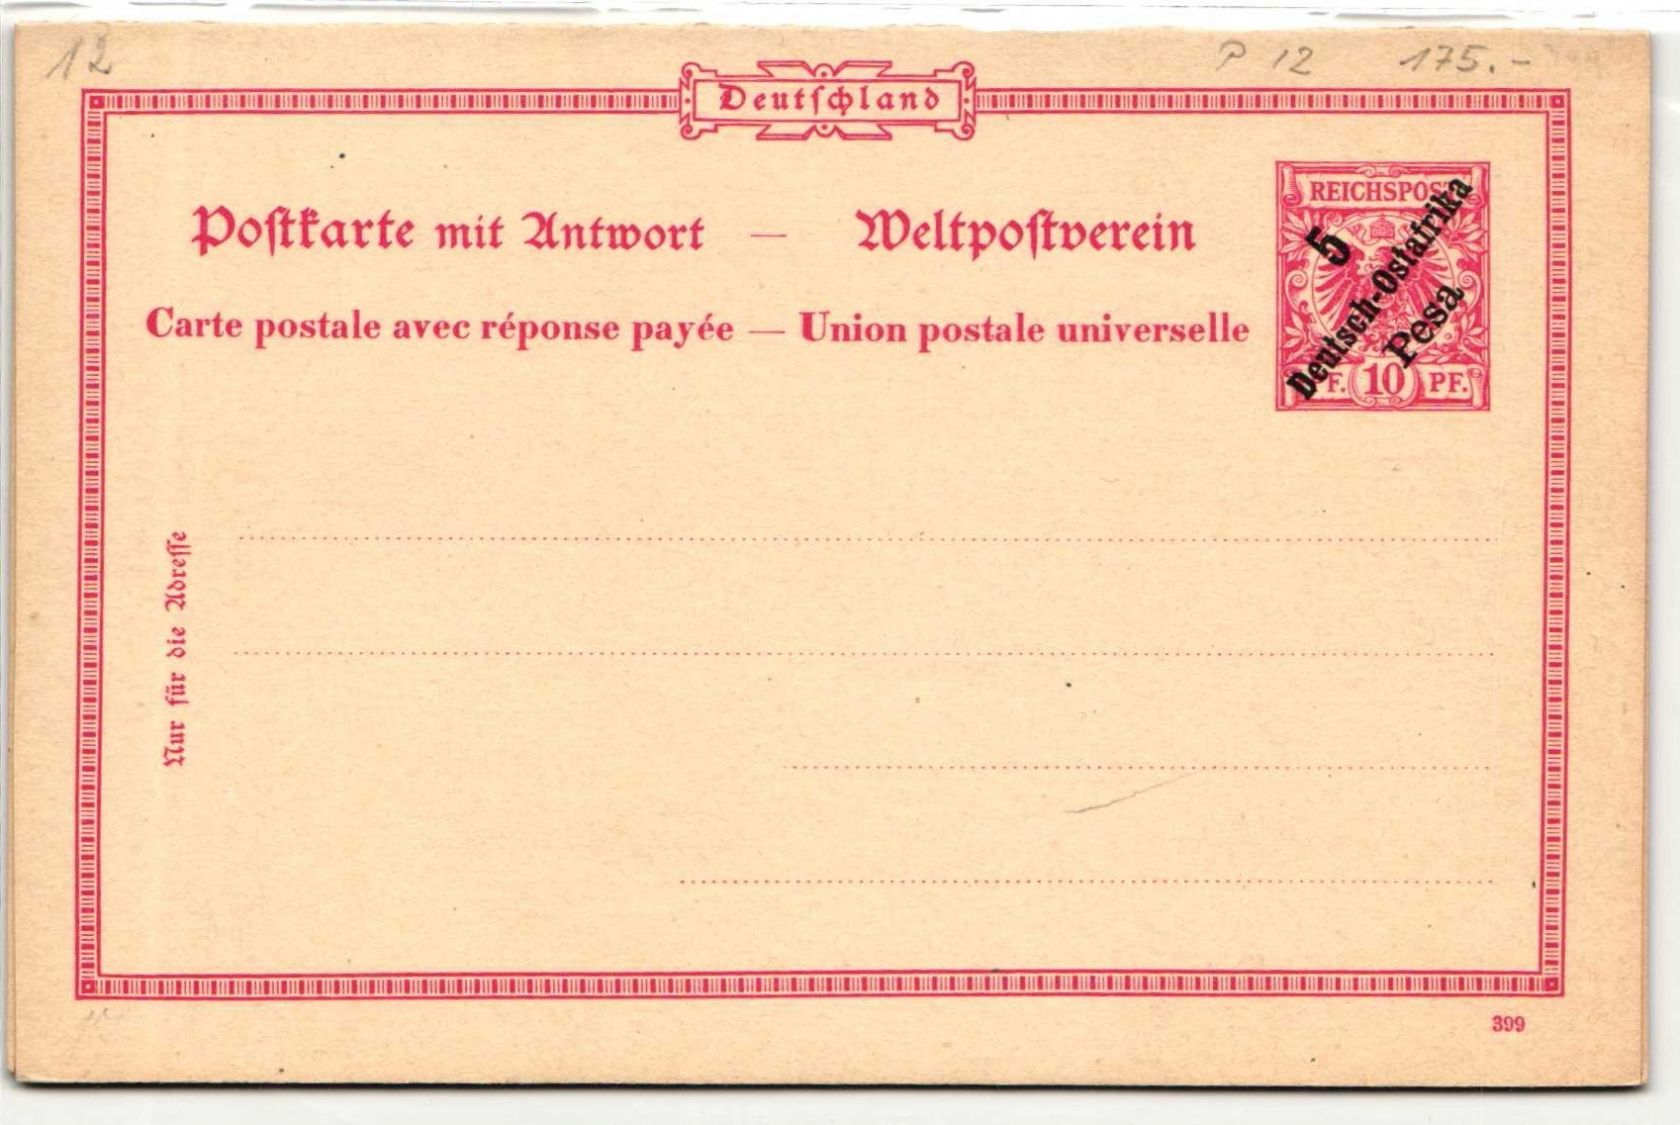 12
P 12 175.-
Deutſchland
REICHSPOST
Poſtkarte mit Antwort — Weltpoſtverein
5
Deutsch-Ostafrika
Pesa
Carte postale avec réponse payée — Union postale universelle
PF. 10 PF.
Nur für die Adreſſe
399